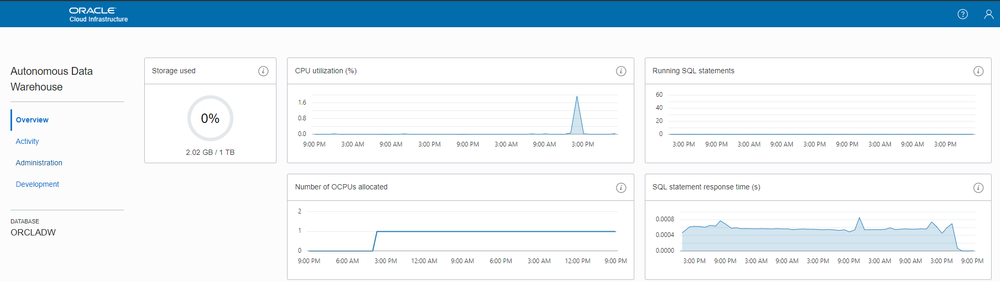 ORACLE
Cloud Infrastructure
Autonomous Data
Warehouse
Overview
Activity
Administration
Development
DATABASE
ORCLADW
Storage used
0%
2.02 GB / 1 TB
CPU utilization (%)
1.6
0.8
0.0
9:00 PM 3:00 AM 9:00 AM 3:00 PM 9:00 PM 3:00 AM 9:00 AM 3:00 PM
Running SQL statements
60
40
20
0
3:00 PM 9:00 PM 3:00 AM 9:00 AM 3:00 PM 9:00 PM 3:00 AM 9:00 AM 3:00 PM
Number of OCPUs allocated
2
1
0
9:00 PM 6:00 AM 3:00 PM 12:00 AM 9:00 AM 6:00 PM 3:00 AM 12:00 PM 9:00 PM
SQL statement response time (s)
0.0008
0.0004
0.0000
3:00 PM 9:00 PM 3:00 AM 9:00 AM 3:00 PM 9:00 PM 3:00 AM 9:00 AM 3:00 PM 9:00 PM